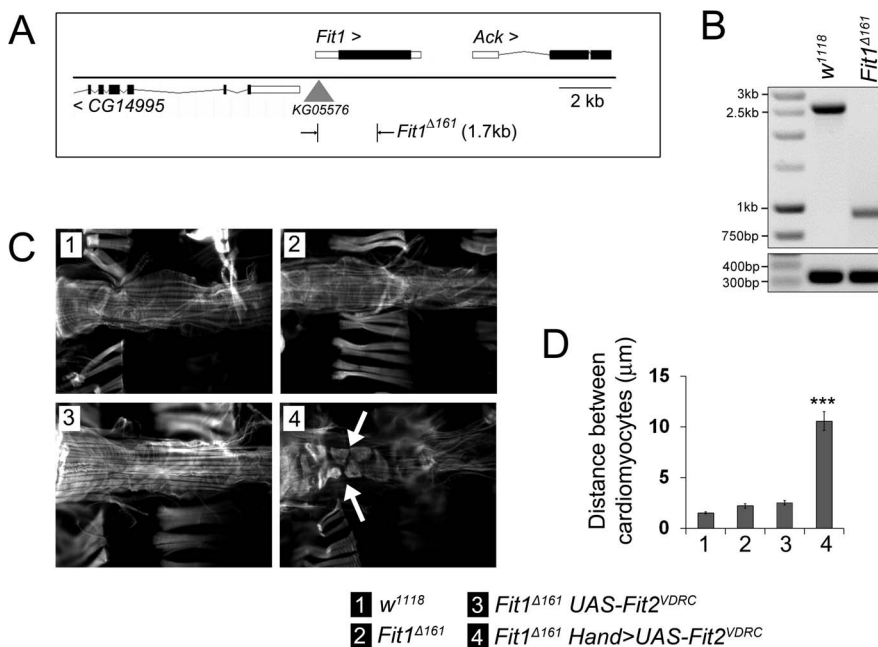 A
Fit1 >
Ack >
KG05576
2 kb
< CG14995
Fit1Δ161 (1.7kb)
B
w1118
Fit1Δ161
3kb
2.5kb
1kb
750bp
400bp
300bp
C
1
2
3
4
D
Distance between
cardiomyocytes (μm)
15
10
5
0
***
1 2 3 4
1 w1118
2 Fit1Δ161
3 Fit1Δ161 UAS-Fit2VDRC
4 Fit1Δ161 Hand>UAS-Fit2VDRC